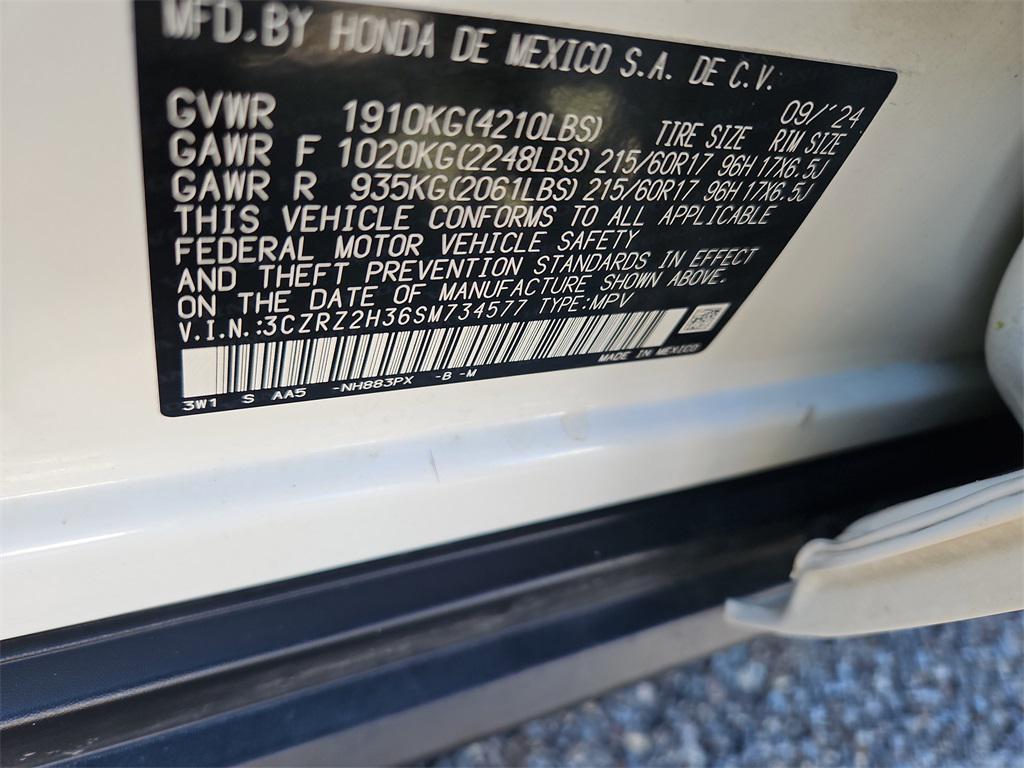 MFD.BY HONDA DE MEXICO S.A. DE C.V.
09/'24
GVWR 1910KG(4210LBS) TIRE SIZE RIM SIZE
GAWR F 1020KG(2248LBS) 215/60R17 96H 17X6.5J
GAWR R 935KG(2061LBS) 215/60R17 96H 17X6.5J
THIS VEHICLE CONFORMS TO ALL APPLICABLE
FEDERAL MOTOR VEHICLE SAFETY
AND THEFT PREVENTION STANDARDS IN EFFECT
ON THE DATE OF MANUFACTURE SHOWN ABOVE.
V.I.N.:3CZRZ2H36SM734577 TYPE:MPV
MADE IN MEXICO
3W1 S AA5 -NH883PX -B -M